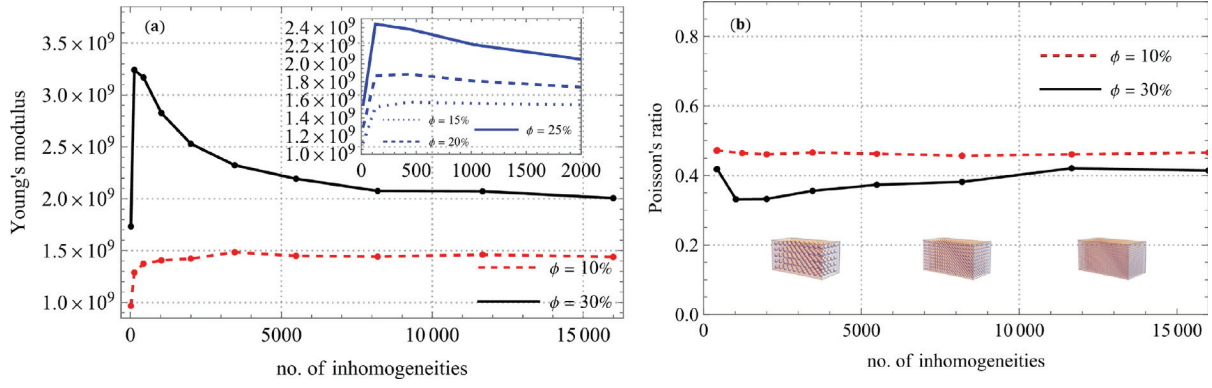 (a)
Young's modulus
3.5 × 10⁹
3.0 × 10⁹
2.5 × 10⁹
2.0 × 10⁹
1.5 × 10⁹
1.0 × 10⁹
0 5000 10 000 15 000
no. of inhomogeneities
2.4 × 10⁹
2.2 × 10⁹
2.0 × 10⁹
1.8 × 10⁹
1.6 × 10⁹
1.4 × 10⁹
1.2 × 10⁹
1.0 × 10⁹
0 500 1000 1500 2000
ϕ = 15%
ϕ = 20%
ϕ = 25%
ϕ = 10%
ϕ = 30%
(b)
Poisson's ratio
0.8
0.6
0.4
0.2
0.0
0 5000 10 000 15 000
no. of inhomogeneities
ϕ = 10%
ϕ = 30%